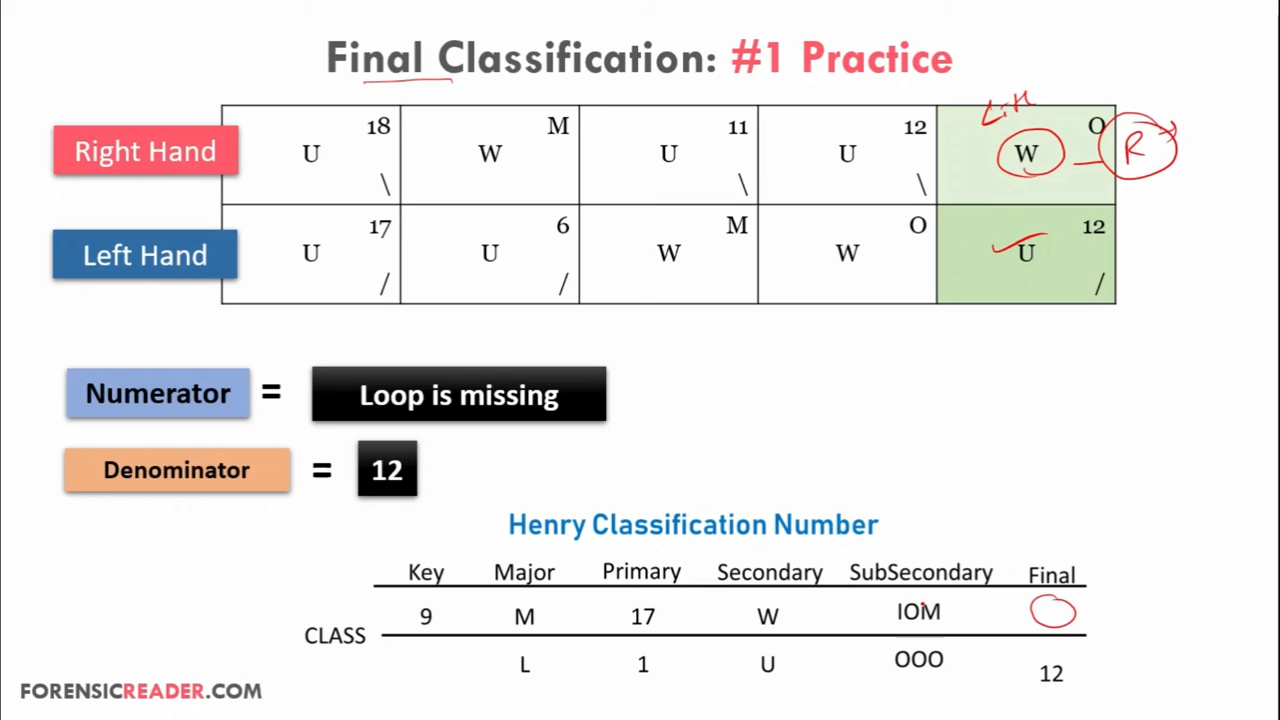 Final Classification: #1 Practice
Right Hand
18
U
\
M
W
11
U
\
12
U
\
O
W
R
Left Hand
17
U
/
6
U
/
M
W
O
W
12
U
/
Numerator = Loop is missing
Denominator = 12
Henry Classification Number
Key Major Primary Secondary SubSecondary Final
9 M 17 W IOM
CLASS
L 1 U OOO 12
FORENSICREADER.COM